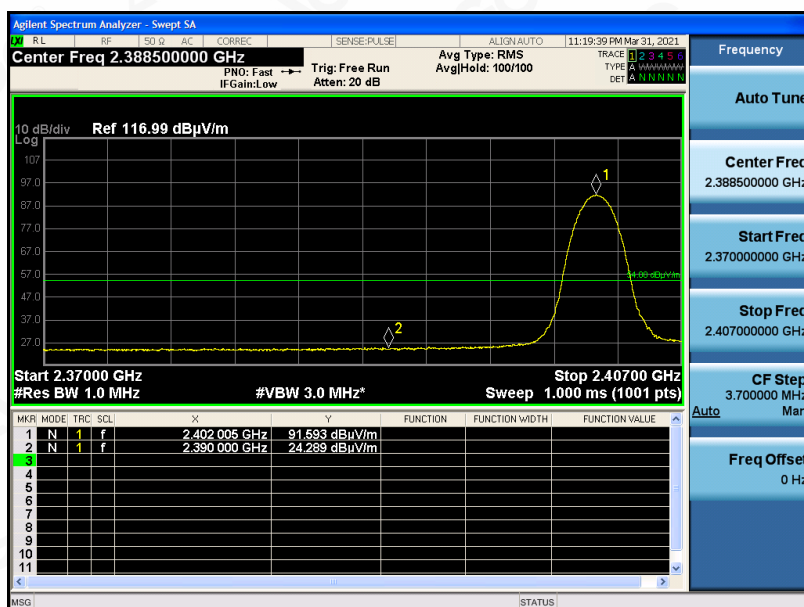 Agilent Spectrum Analyzer - Swept SA
LXI RL RF 50 Ω AC CORREC SENSE:PULSE ALIGN AUTO 11:19:39 PM Mar 31, 2021
Center Freq 2.388500000 GHz
PNO: Fast
IFGain:Low
Trig: Free Run
Atten: 20 dB
Avg Type: RMS
Avg|Hold: 100/100
TRACE 1 2 3 4 5 6
TYPE A WWWWW
DET A N N N N N
10 dB/div Ref 116.99 dBµV/m
Log
107
97.0
87.0
77.0
67.0
57.0
47.0
37.0
27.0
1
54.00 dBµV/m
2
Start 2.37000 GHz Stop 2.40700 GHz
#Res BW 1.0 MHz #VBW 3.0 MHz* Sweep 1.000 ms (1001 pts)
MKR MODE TRC SCL X Y FUNCTION FUNCTION WIDTH FUNCTION VALUE
1 N 1 f 2.402 005 GHz 91.593 dBµV/m
2 N 1 f 2.390 000 GHz 24.289 dBµV/m
3
4
5
6
7
8
9
10
11
MSG STATUS
Frequency
Auto Tune
Center Freq
2.388500000 GHz
Start Freq
2.370000000 GHz
Stop Freq
2.407000000 GHz
CF Step
3.700000 MHz
Auto Man
Freq Offset
0 Hz